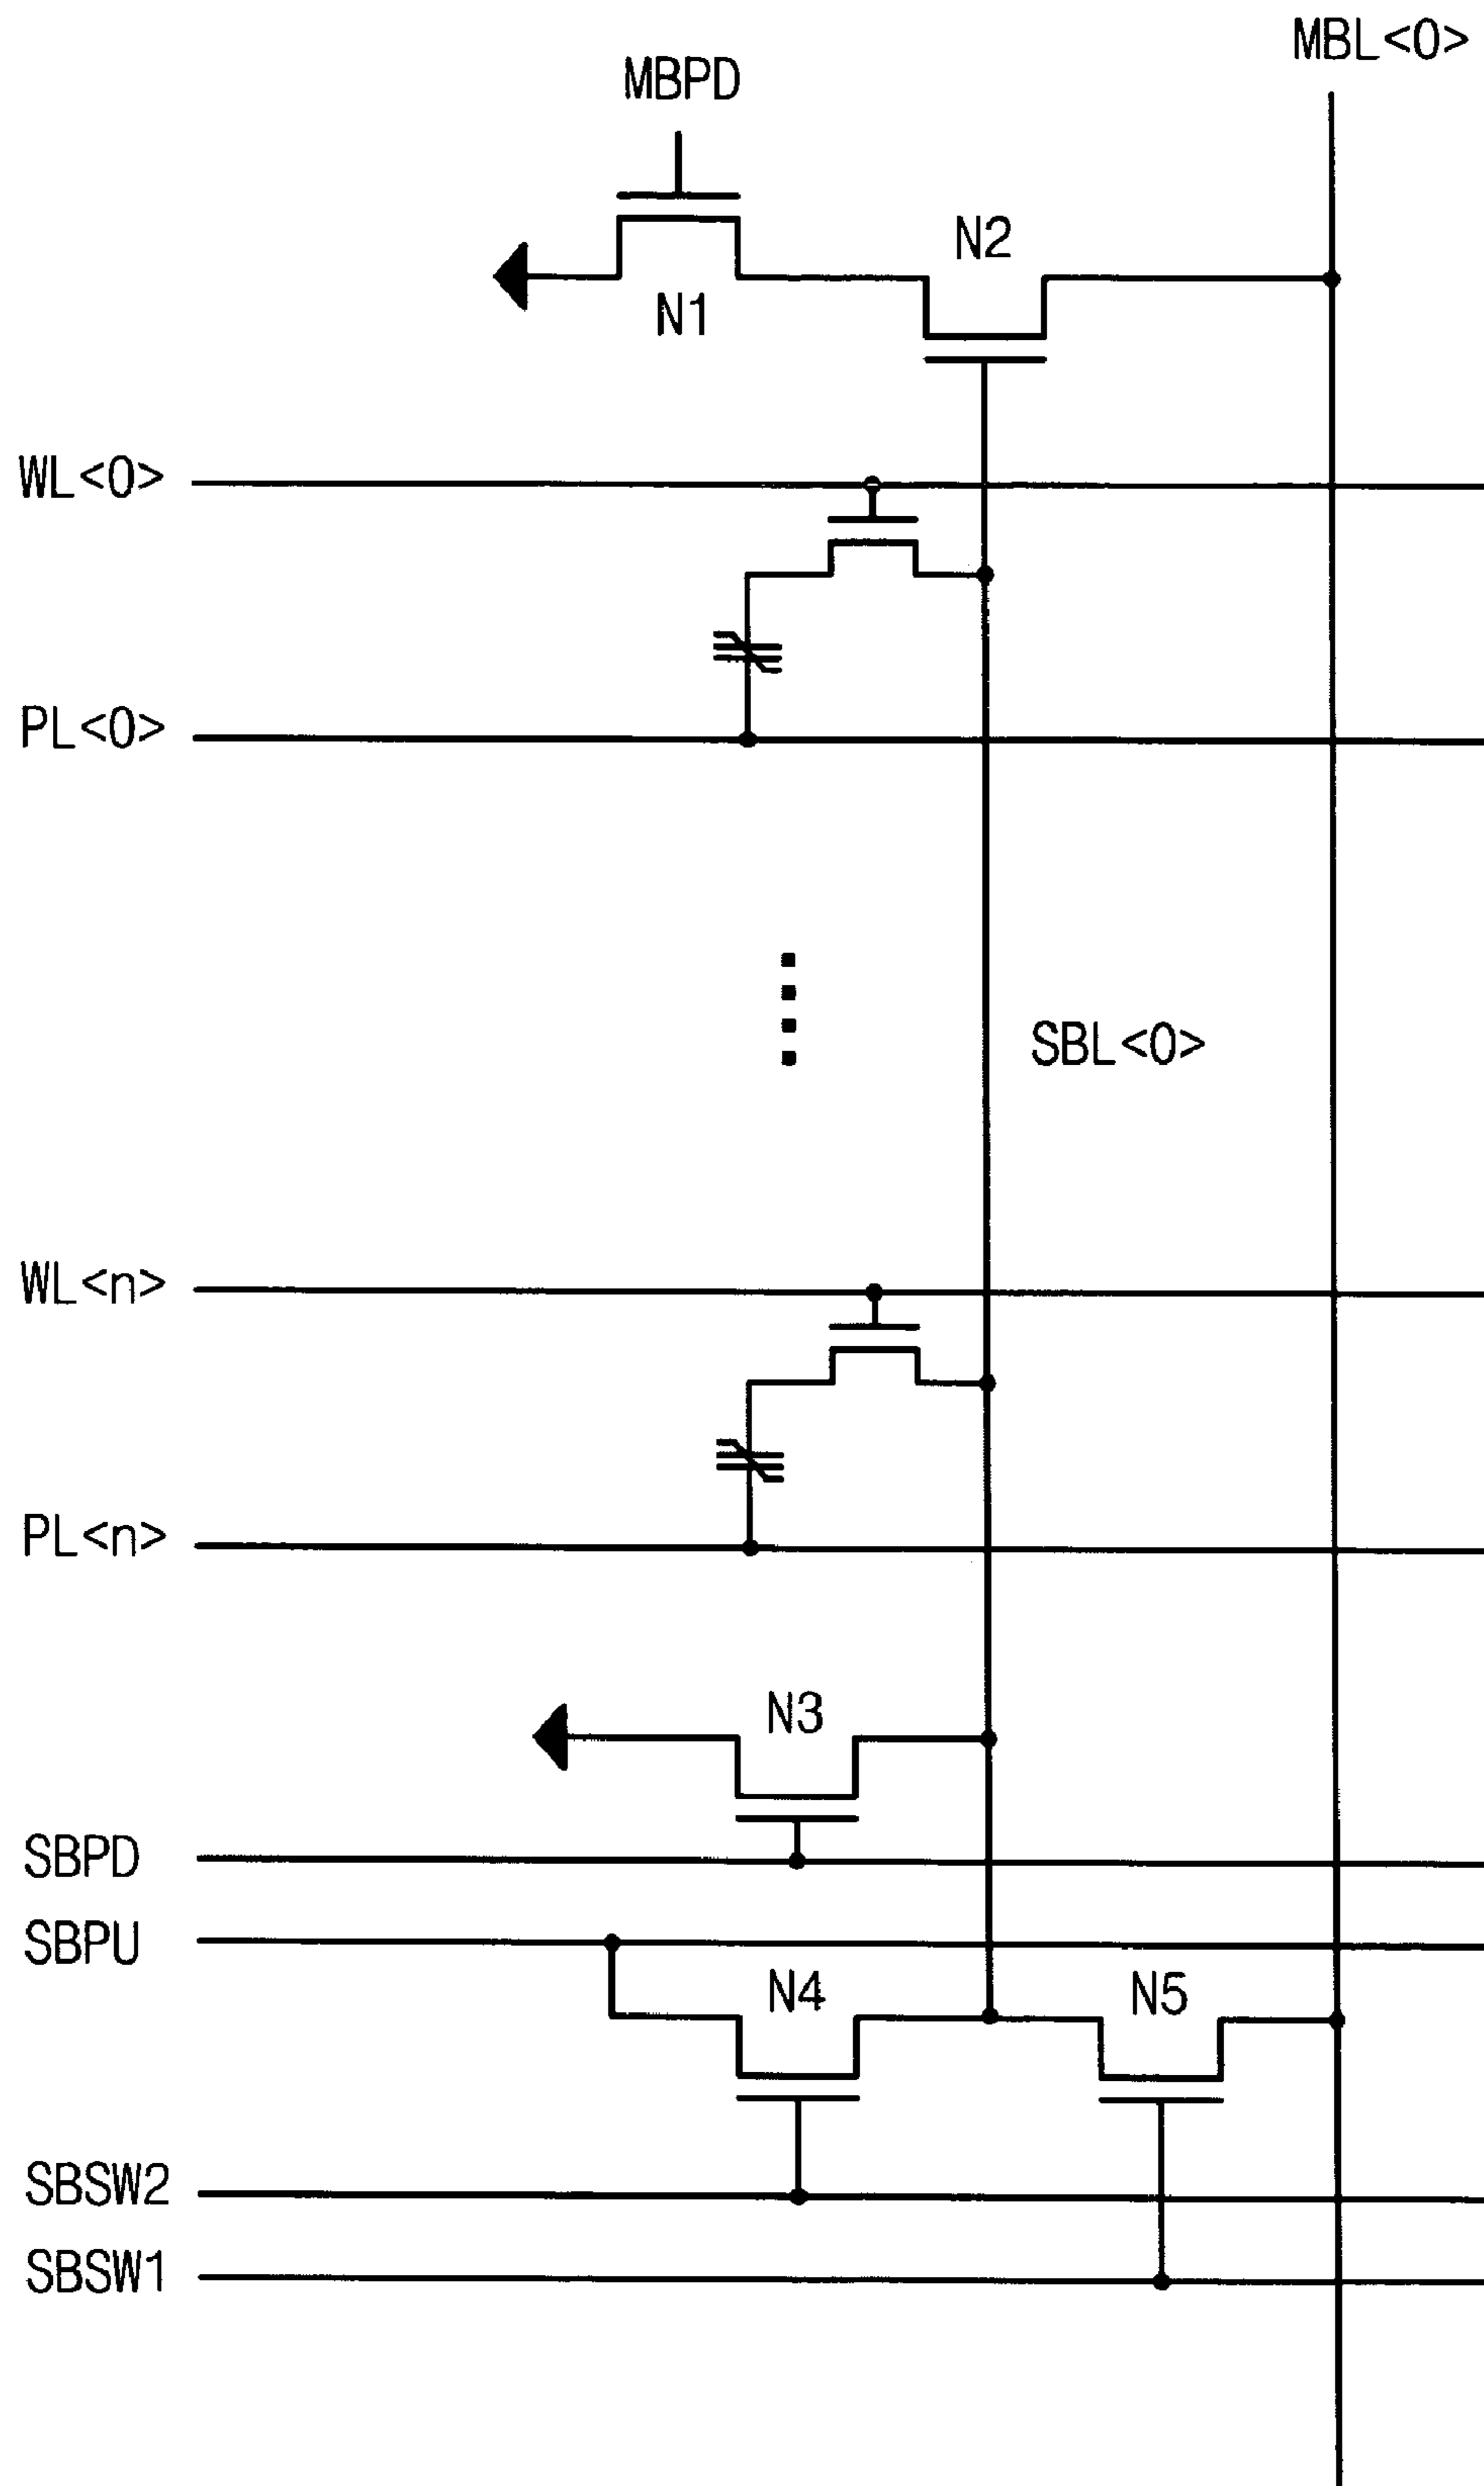 MBL<0>
MBPD
N2
N1
WL<0>
PL<0>
SBL<0>
WL<n>
PL<n>
N3
SBPD
SBPU
N4
N5
SBSW2
SBSW1